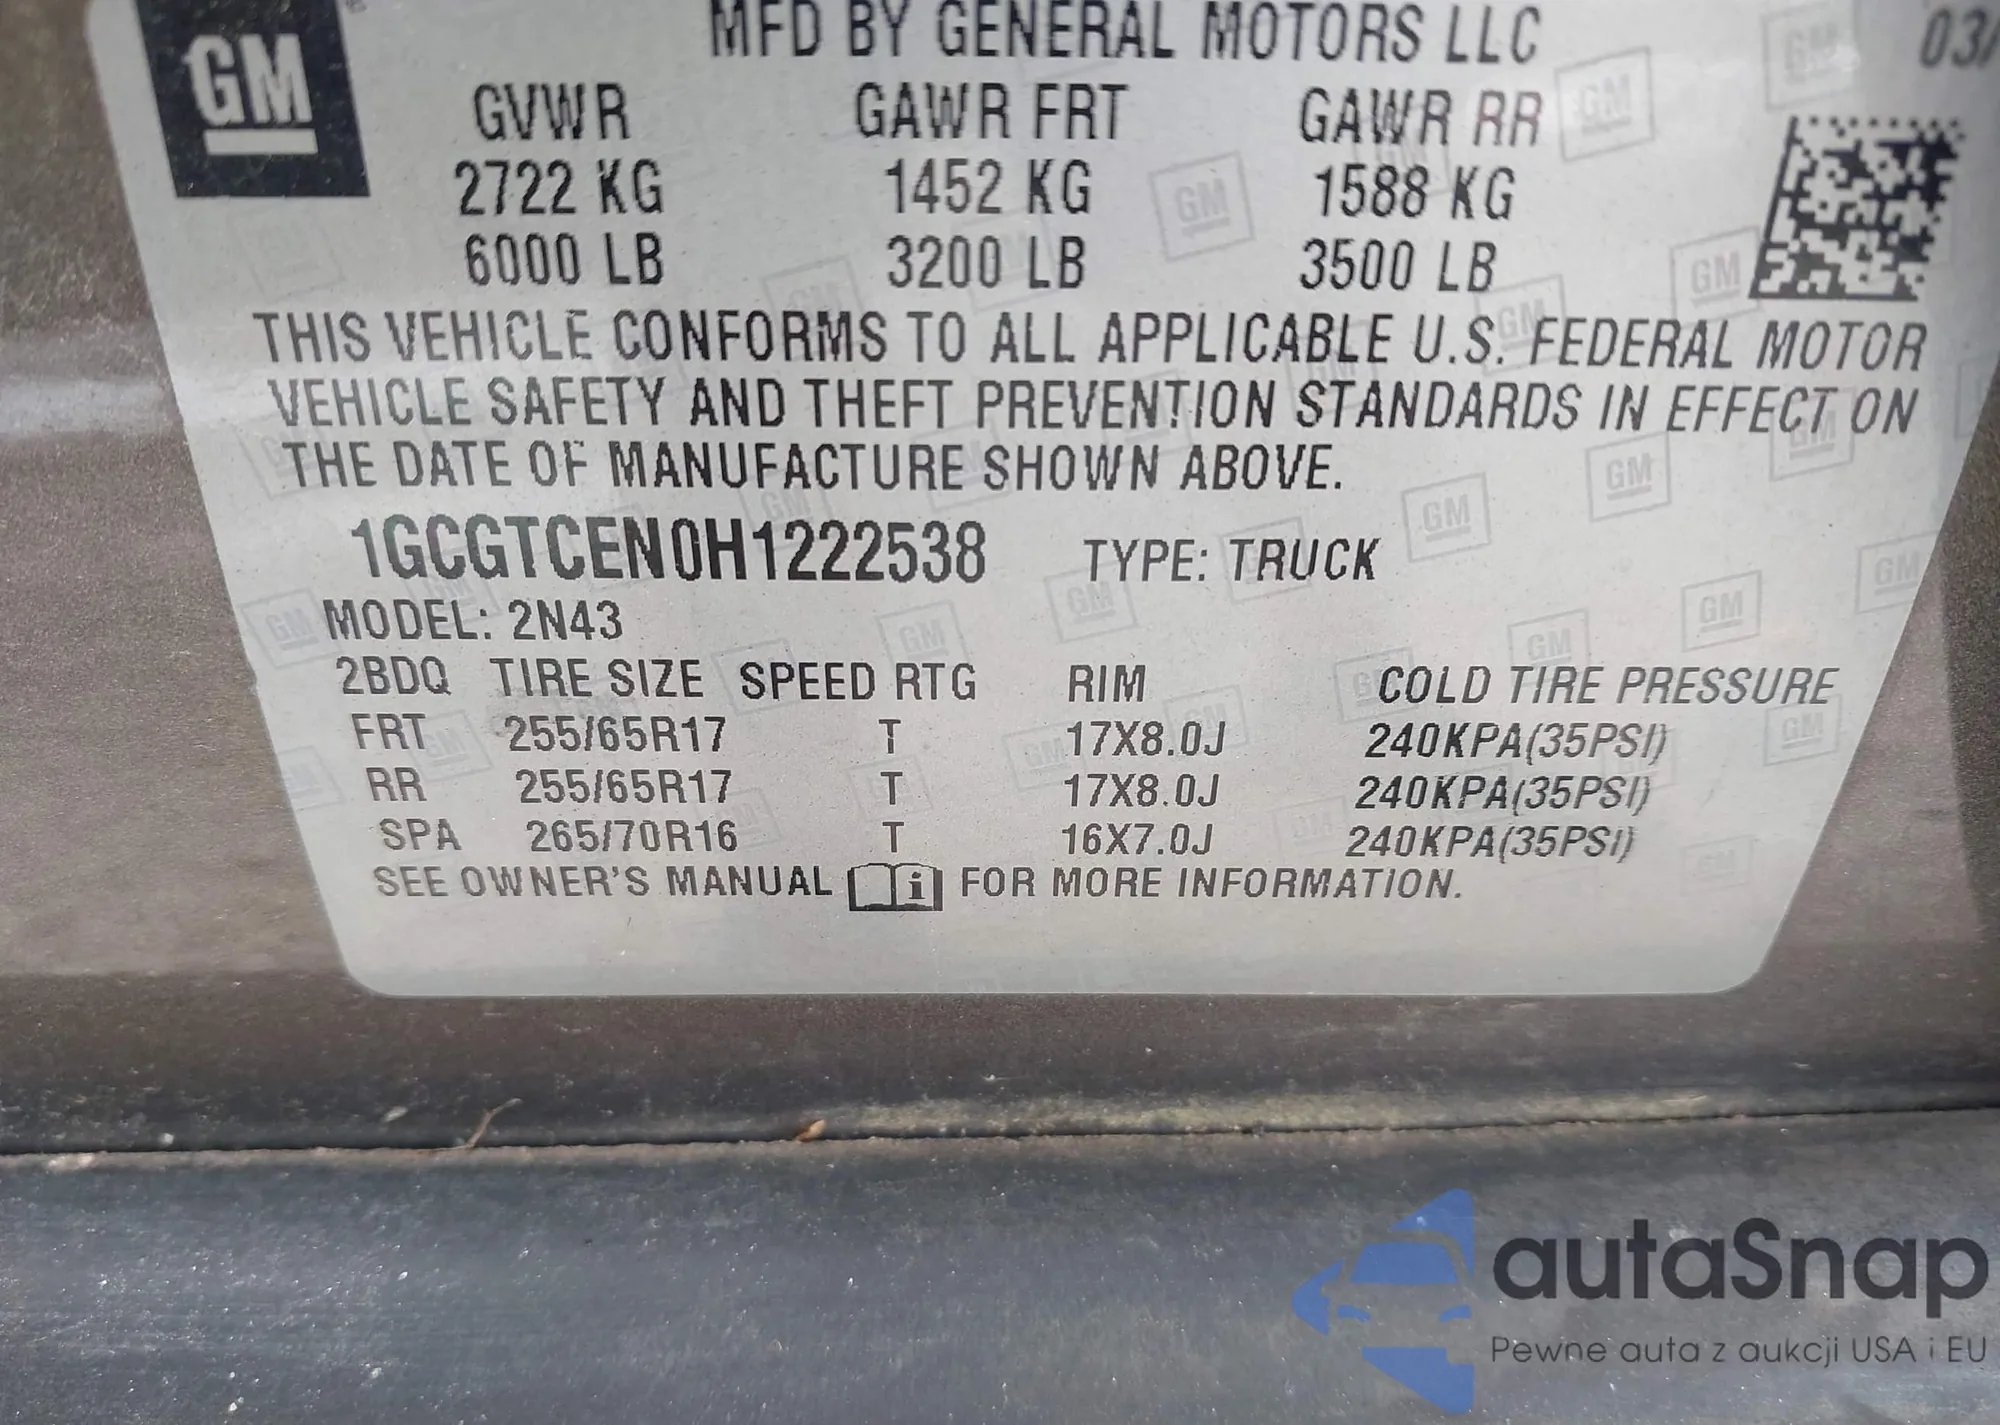 GM
MFD BY GENERAL MOTORS LLC 03/
GVWR GAWR FRT GAWR RR
2722 KG 1452 KG 1588 KG
6000 LB 3200 LB 3500 LB
THIS VEHICLE CONFORMS TO ALL APPLICABLE U.S. FEDERAL MOTOR
VEHICLE SAFETY AND THEFT PREVENTION STANDARDS IN EFFECT ON
THE DATE OF MANUFACTURE SHOWN ABOVE.
1GCGTCEN0H1222538 TYPE: TRUCK
MODEL: 2N43
2BDQ TIRE SIZE SPEED RTG RIM COLD TIRE PRESSURE
FRT 255/65R17 T 17X8.0J 240KPA(35PSI)
RR 255/65R17 T 17X8.0J 240KPA(35PSI)
SPA 265/70R16 T 16X7.0J 240KPA(35PSI)
SEE OWNER'S MANUAL i FOR MORE INFORMATION.
autaSnap
Pewne auta z aukcji USA i EU